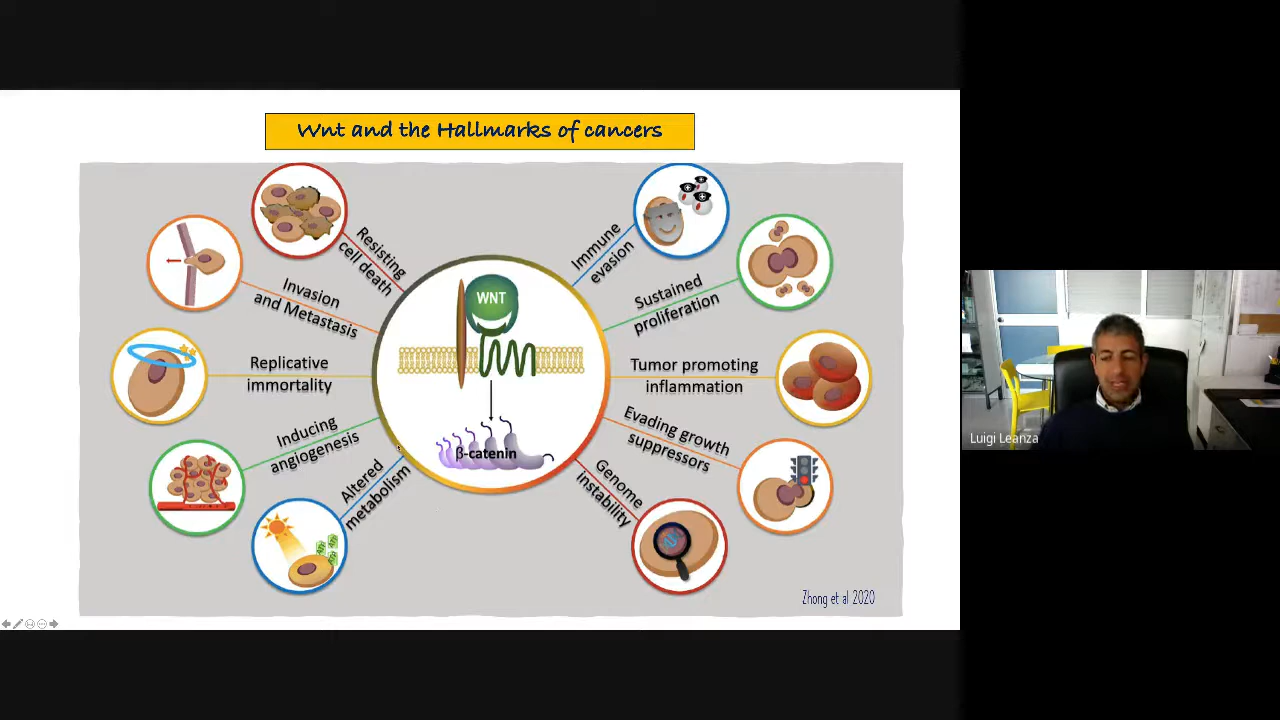 Wnt and the Hallmarks of cancers
Resisting
cell death
Invasion
and Metastasis
Replicative
immortality
Inducing
angiogenesis
Altered
metabolism
WNT
β-catenin
Immune
evasion
Sustained
proliferation
Tumor promoting
inflammation
Evading growth
suppressors
Genome
instability
Zhong et al 2020
Luigi Leanza